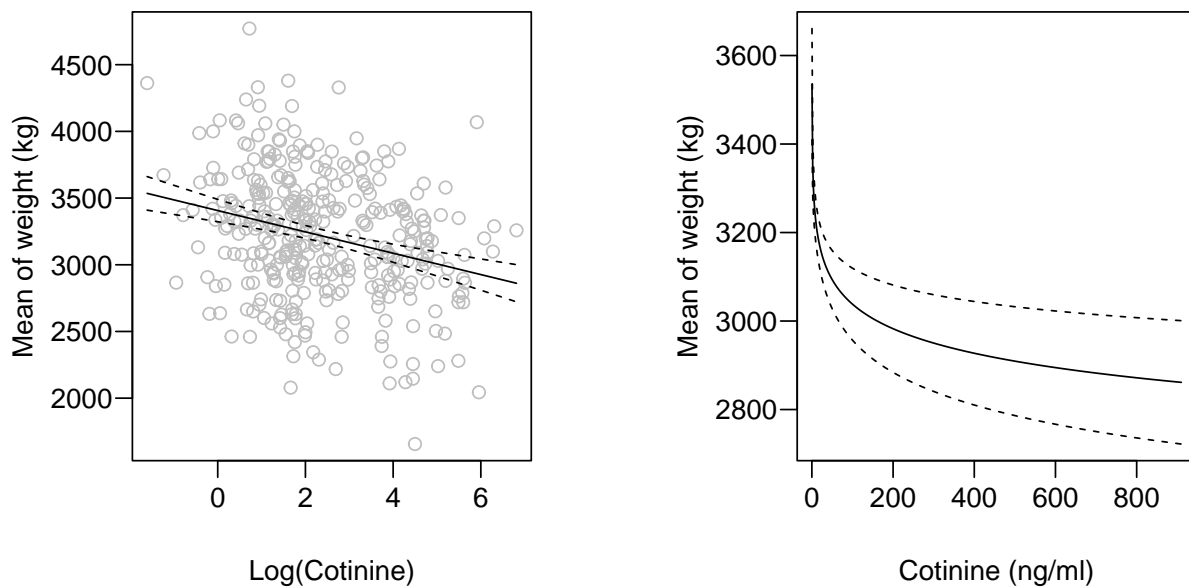 Mean of weight (kg)
4500
4000
3500
3000
2500
2000
0 2 4 6
Log(Cotinine)
Mean of weight (kg)
3600
3400
3200
3000
2800
0 200 400 600 800
Cotinine (ng/ml)